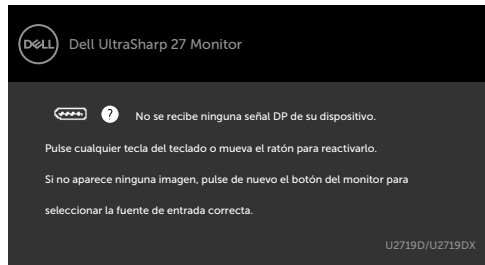 DELL
Dell UltraSharp 27 Monitor
? No se recibe ninguna señal DP de su dispositivo.
Pulse cualquier tecla del teclado o mueva el ratón para reactivarlo.
Si no aparece ninguna imagen, pulse de nuevo el botón del monitor para
seleccionar la fuente de entrada correcta.
U2719D/U2719DX